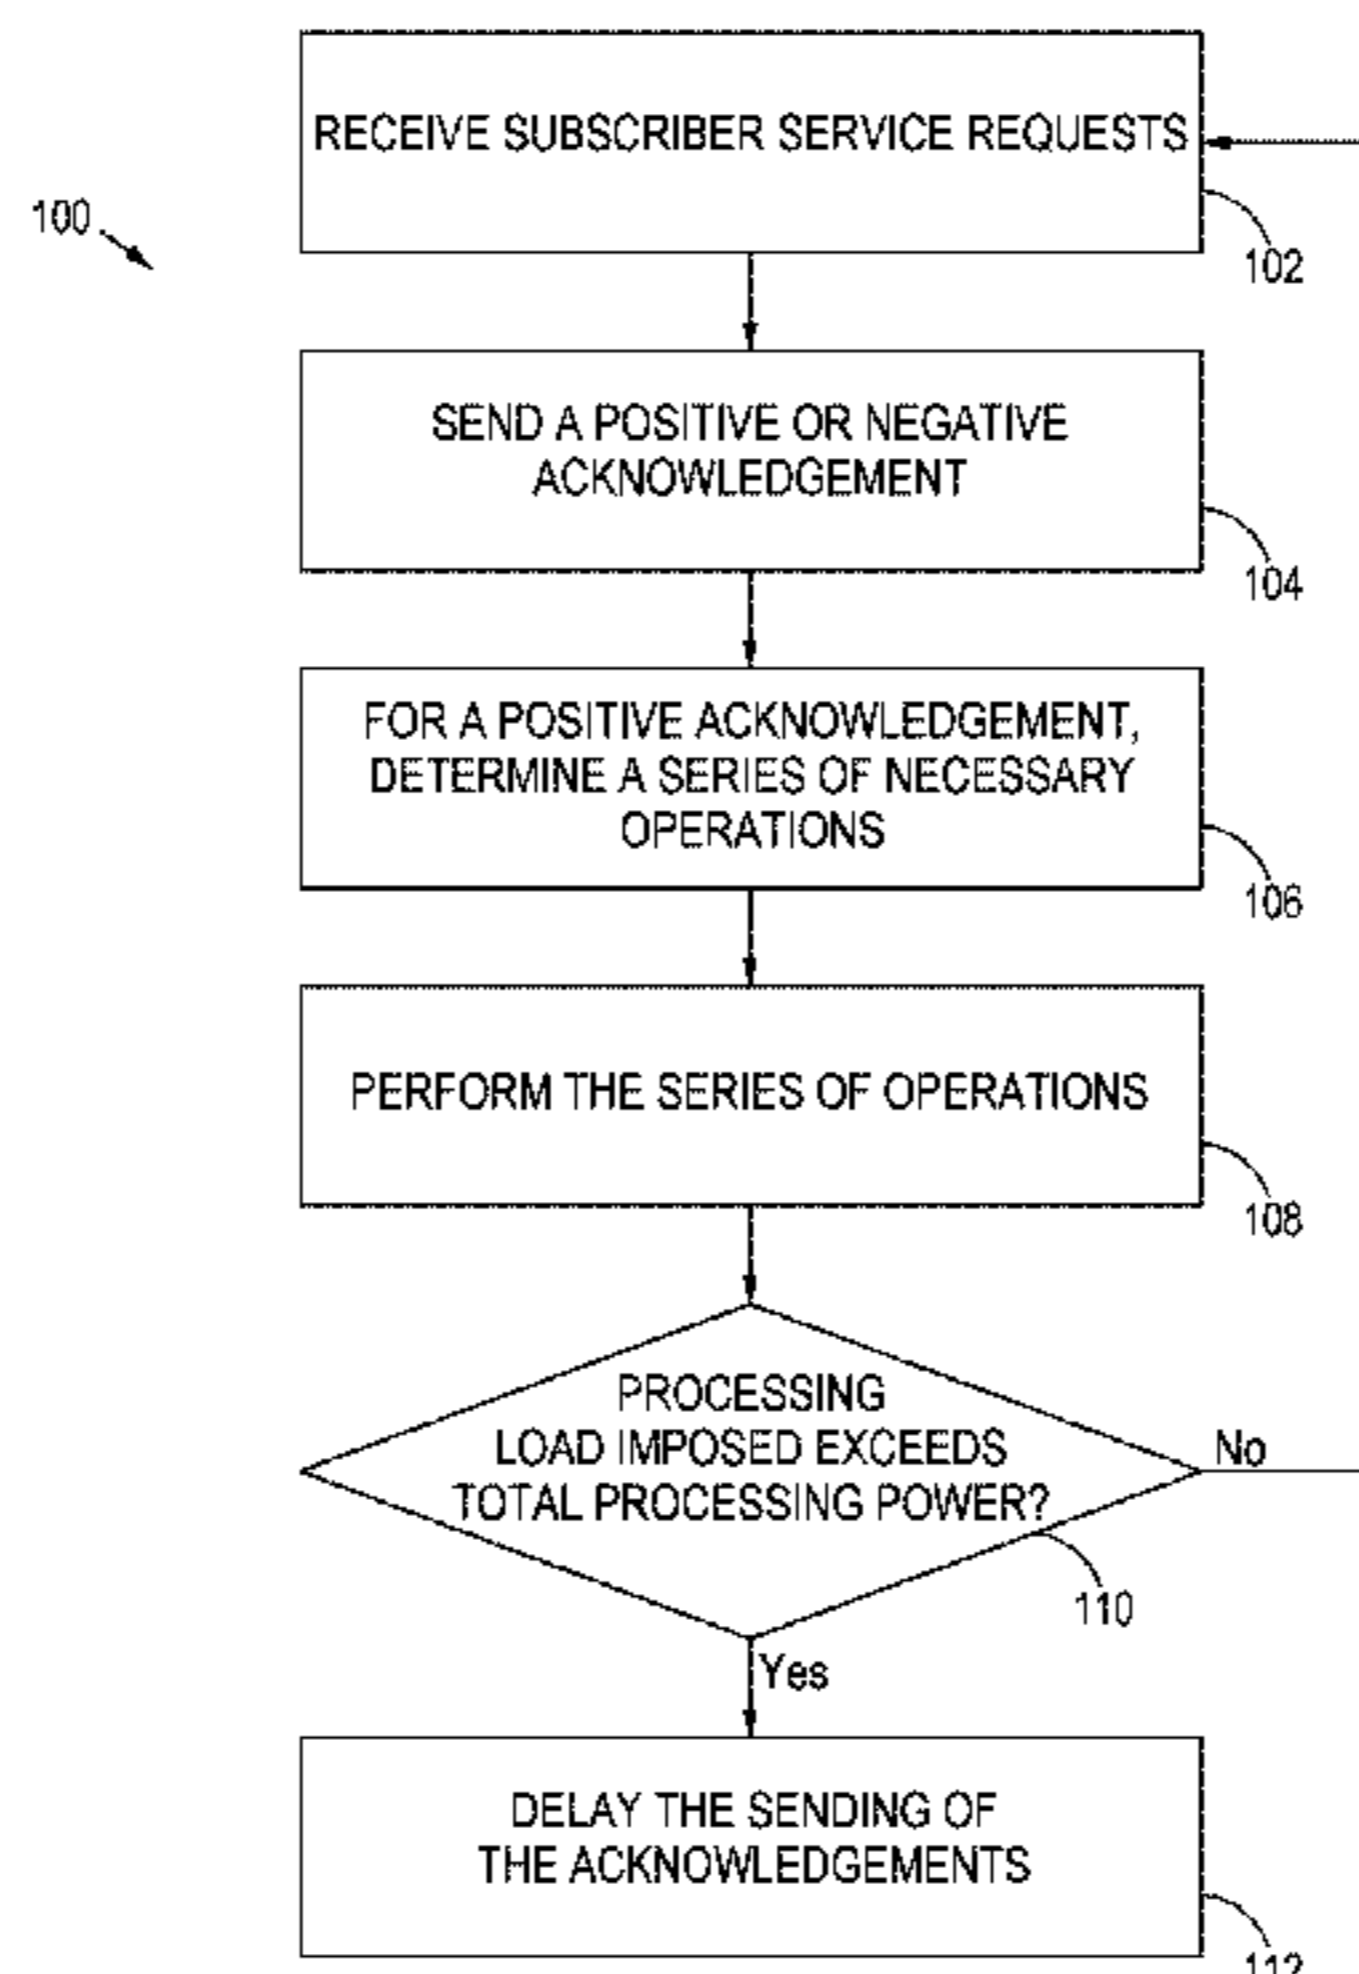 RECEIVE SUBSCRIBER SERVICE REQUESTS
100
102
SEND A POSITIVE OR NEGATIVE
ACKNOWLEDGEMENT
104
FOR A POSITIVE ACKNOWLEDGEMENT,
DETERMINE A SERIES OF NECESSARY
OPERATIONS
106
PERFORM THE SERIES OF OPERATIONS
108
PROCESSING
LOAD IMPOSED EXCEEDS
TOTAL PROCESSING POWER?
No
110
Yes
DELAY THE SENDING OF
THE ACKNOWLEDGEMENTS
112